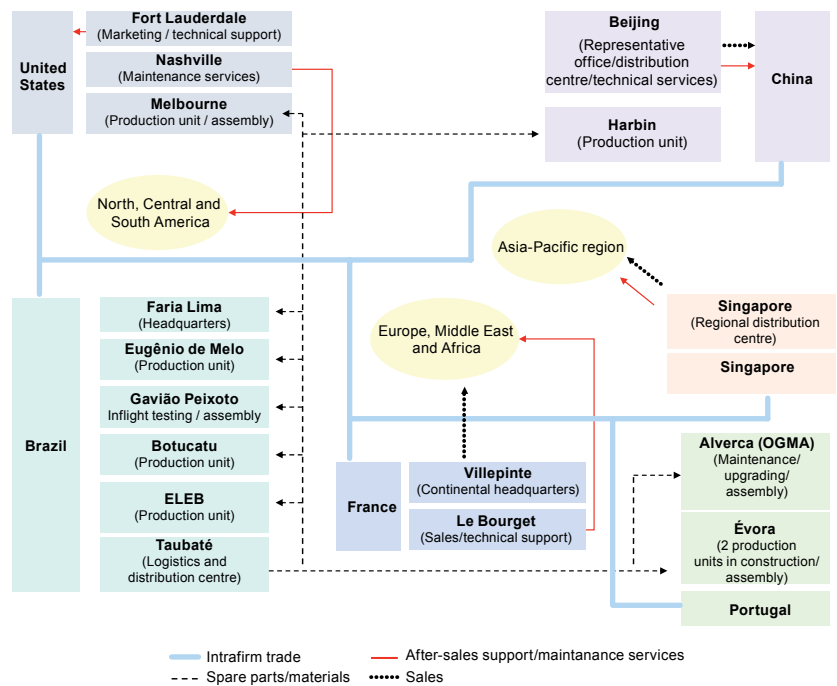 United
States
Fort Lauderdale
(Marketing / technical support)
Nashville
(Maintenance services)
Melbourne
(Production unit / assembly)
Beijing
(Representative
office/distribution
centre/technical services)
Harbin
(Production unit)
China
North, Central and
South America
Asia-Pacific region
Europe, Middle East
and Africa
Singapore
(Regional distribution
centre)
Singapore
Brazil
Faria Lima
(Headquarters)
Eugênio de Melo
(Production unit)
Gavião Peixoto
Inflight testing / assembly
Botucatu
(Production unit)
ELEB
(Production unit)
Taubaté
(Logistics and
distribution centre)
France
Villepinte
(Continental headquarters)
Le Bourget
(Sales/technical support)
Alverca (OGMA)
(Maintenance/
upgrading/
assembly)
Évora
(2 production
units in construction/
assembly)
Portugal
Intrafirm trade
After-sales support/maintanance services
Spare parts/materials
Sales